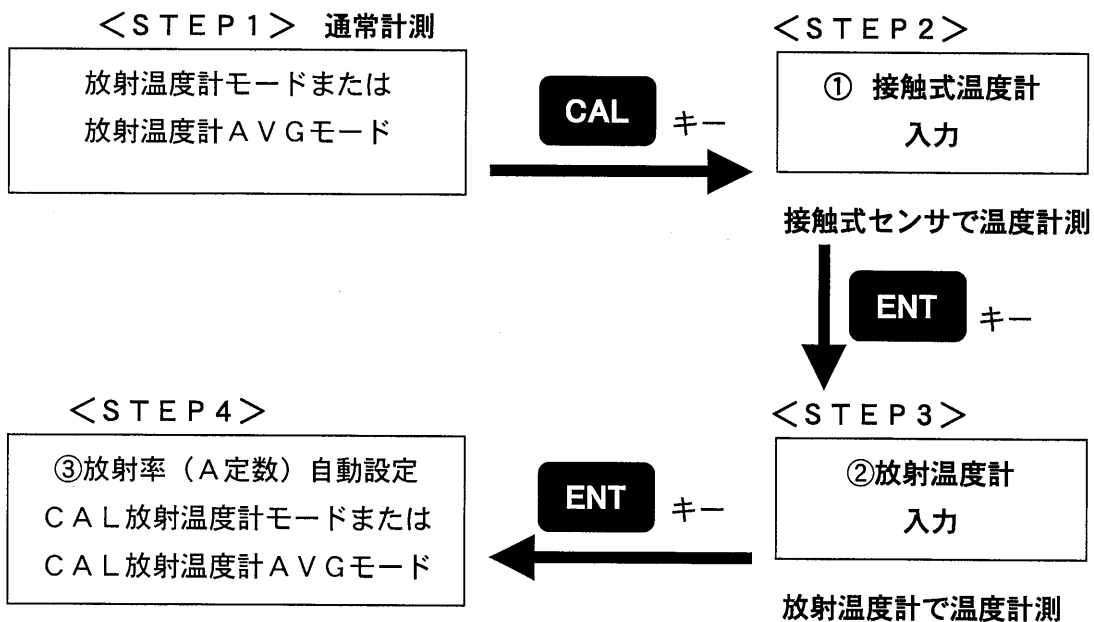 ＜ＳＴＥＰ１＞ 通常計測
放射温度計モードまたは
放射温度計ＡＶＧモード
CAL キー
＜ＳＴＥＰ２＞
① 接触式温度計
入力
接触式センサで温度計測
ENT キー
＜ＳＴＥＰ３＞
②放射温度計
入力
放射温度計で温度計測
ENT キー
＜ＳＴＥＰ４＞
③放射率（Ａ定数）自動設定
ＣＡＬ放射温度計モードまたは
ＣＡＬ放射温度計ＡＶＧモード